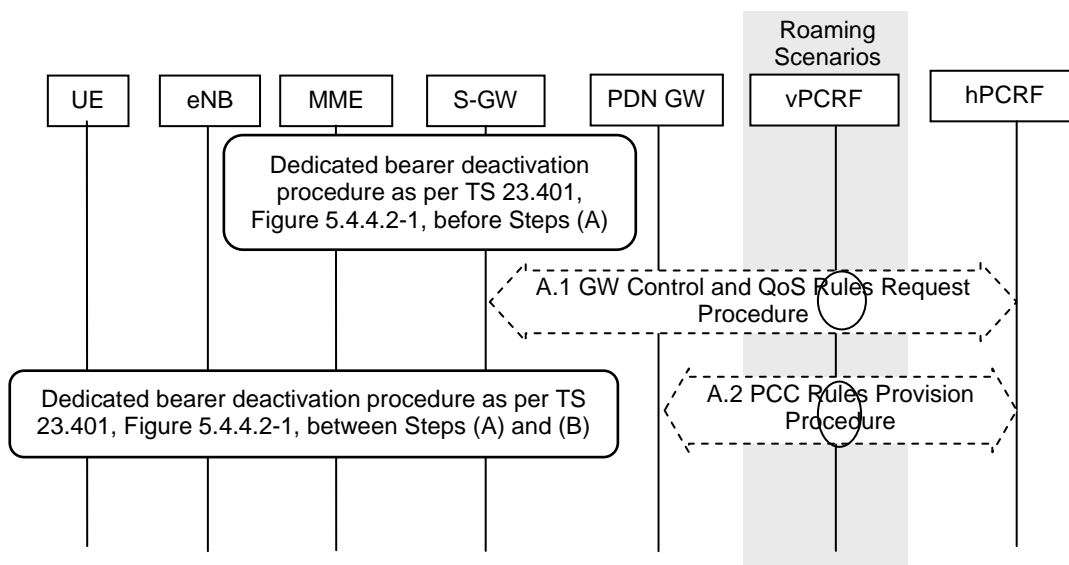 Roaming
Scenarios
UE
eNB
MME
S-GW
PDN GW
vPCRF
hPCRF
Dedicated bearer deactivation
procedure as per TS 23.401,
Figure 5.4.4.2-1, before Steps (A)
A.1 GW Control and QoS Rules Request
Procedure
Dedicated bearer deactivation procedure as per TS
23.401, Figure 5.4.4.2-1, between Steps (A) and (B)
A.2 PCC Rules Provision
Procedure